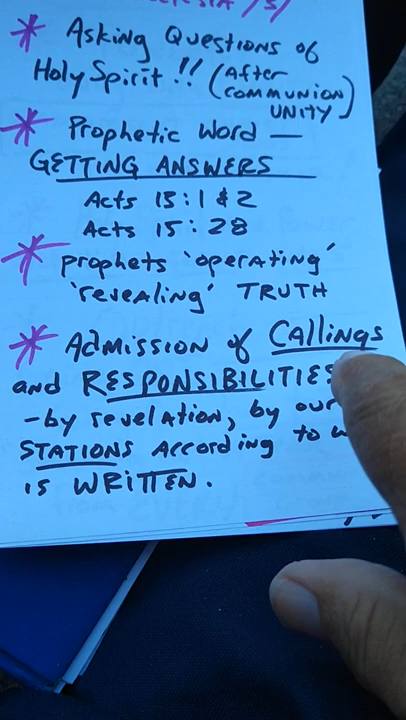 * Asking Questions of
Holy Spirit!! (After
COMMUNION)
UNITY
* Prophetic Word —
GETTING ANSWERS
Acts 15:1 & 2
Acts 15:28
* prophets 'operating'
'revealing' TRUTH
* Admission of Callings
and RESPONSIBILITIES
-by revelation, by our
STATIONS According to
is WRITTEN.